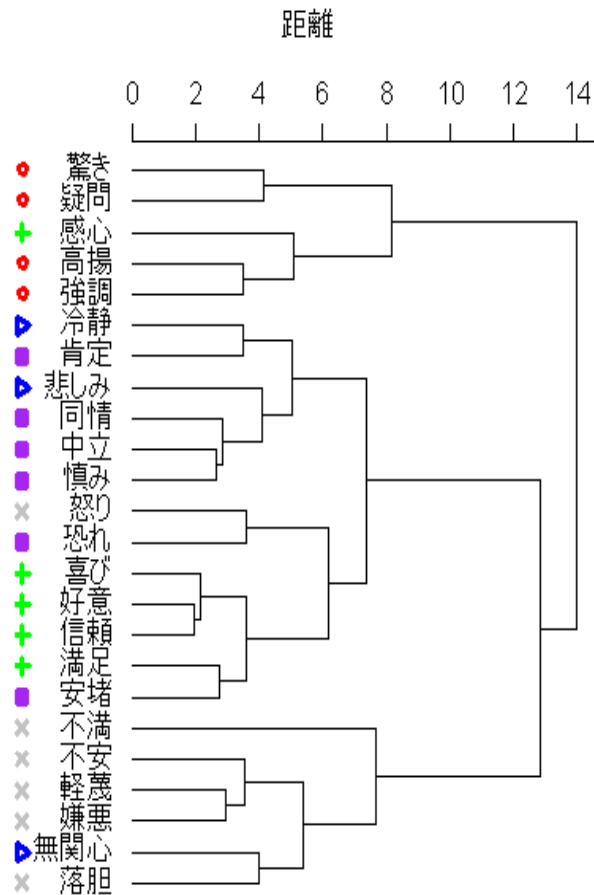 距離
0 2 4 6 8 10 12 14
驚き
疑問
感心
高揚
強調
冷静
肯定
悲しみ
同情
中立
慎み
怒り
恐れ
喜び
好意
信頼
満足
安堵
不満
不安
軽蔑
嫌悪
無関心
落胆